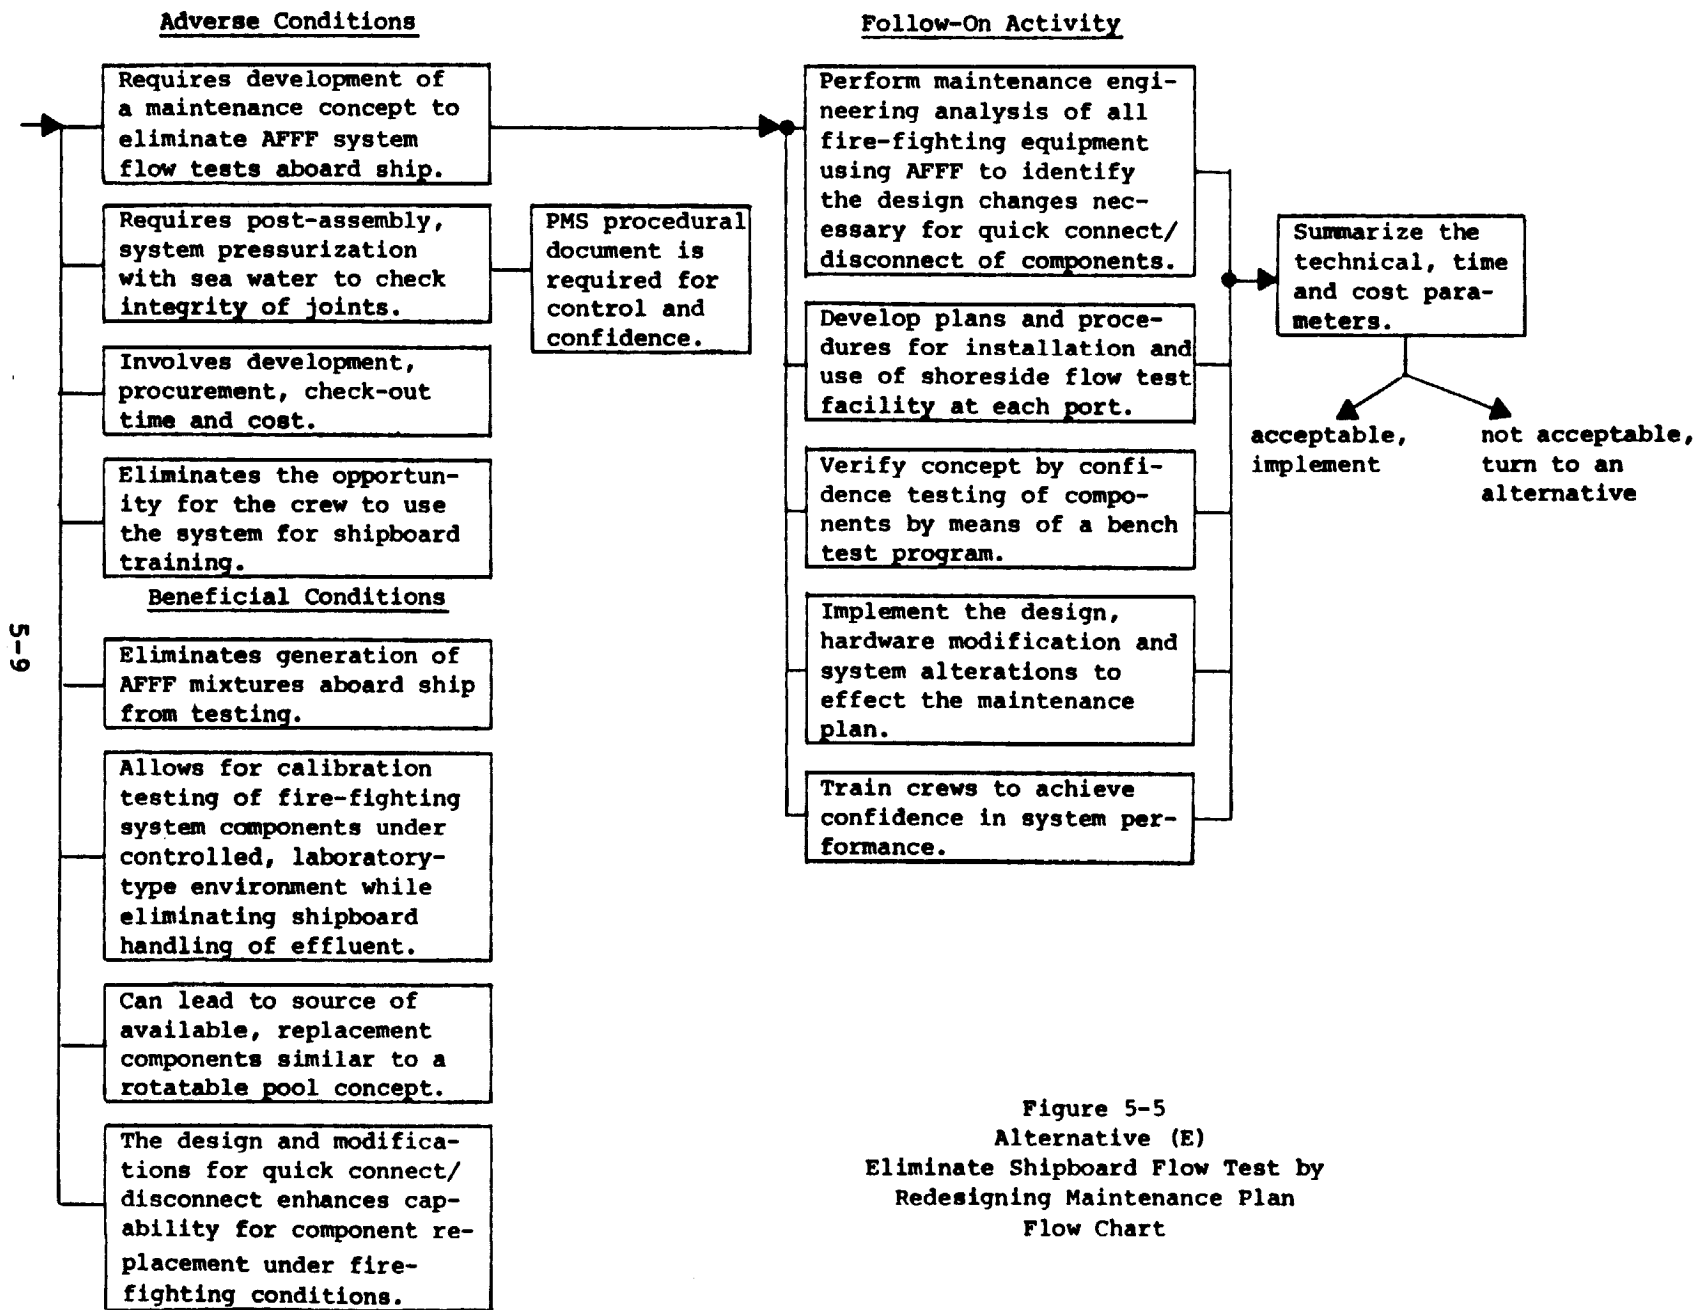 Adverse Conditions
Requires development of
a maintenance concept to
eliminate AFFF system
flow tests aboard ship.
Requires post-assembly,
system pressurization
with sea water to check
integrity of joints.
PMS procedural
document is
required for
control and
confidence.
Involves development,
procurement, check-out
time and cost.
Eliminates the opportun-
ity for the crew to use
the system for shipboard
training.
Beneficial Conditions
Eliminates generation of
AFFF mixtures aboard ship
from testing.
Allows for calibration
testing of fire-fighting
system components under
controlled, laboratory-
type environment while
eliminating shipboard
handling of effluent.
Can lead to source of
available, replacement
components similar to a
rotatable pool concept.
The design and modifica-
tions for quick connect/
disconnect enhances cap-
ability for component re-
placement under fire-
fighting conditions.
Follow-On Activity
Perform maintenance engi-
neering analysis of all
fire-fighting equipment
using AFFF to identify
the design changes nec-
essary for quick connect/
disconnect of components.
Develop plans and proce-
dures for installation and
use of shoreside flow test
facility at each port.
Verify concept by confi-
dence testing of compo-
nents by means of a bench
test program.
Implement the design,
hardware modification and
system alterations to
effect the maintenance
plan.
Train crews to achieve
confidence in system per-
formance.
Summarize the
technical, time
and cost para-
meters.
acceptable,
implement
not acceptable,
turn to an
alternative
Figure 5-5
Alternative (E)
Eliminate Shipboard Flow Test by
Redesigning Maintenance Plan
Flow Chart
5-9